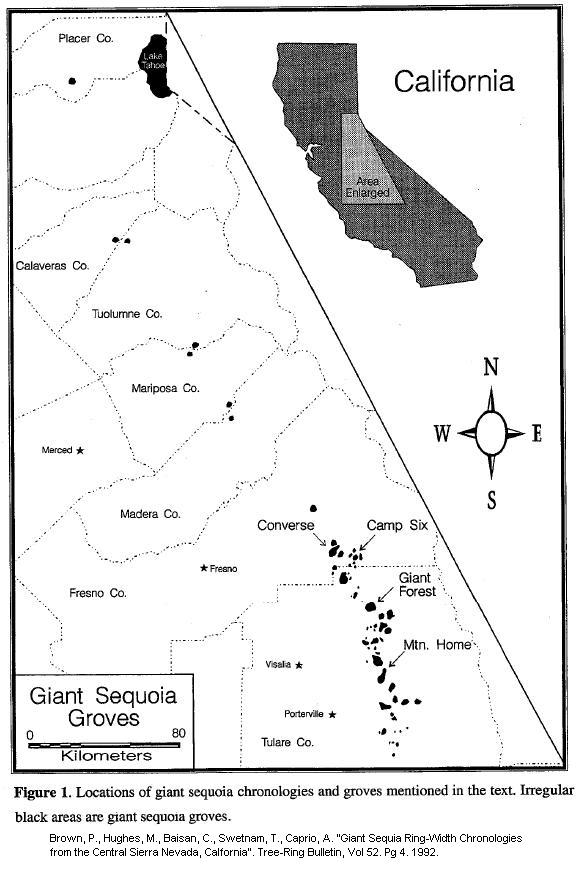 Placer Co.
Lake
Tahoe
California
Area
Enlarged
Calaveras Co.
Tuolumne Co.
Mariposa Co.
N
W
E
S
Merced
Madera Co.
Converse
Camp Six
Fresno
Fresno Co.
Giant
Forest
Mtn. Home
Visalia
Porterville
Tulare Co.
Giant Sequoia
Groves
0 80
Kilometers
Figure 1. Locations of giant sequoia chronologies and groves mentioned in the text. Irregular
black areas are giant sequoia groves.
Brown, P., Hughes, M., Baisan, C., Swetnam, T., Caprio, A. "Giant Sequia Ring-Width Chronologies
from the Central Sierra Nevada, Calfornia". Tree-Ring Bulletin, Vol 52. Pg 4. 1992.